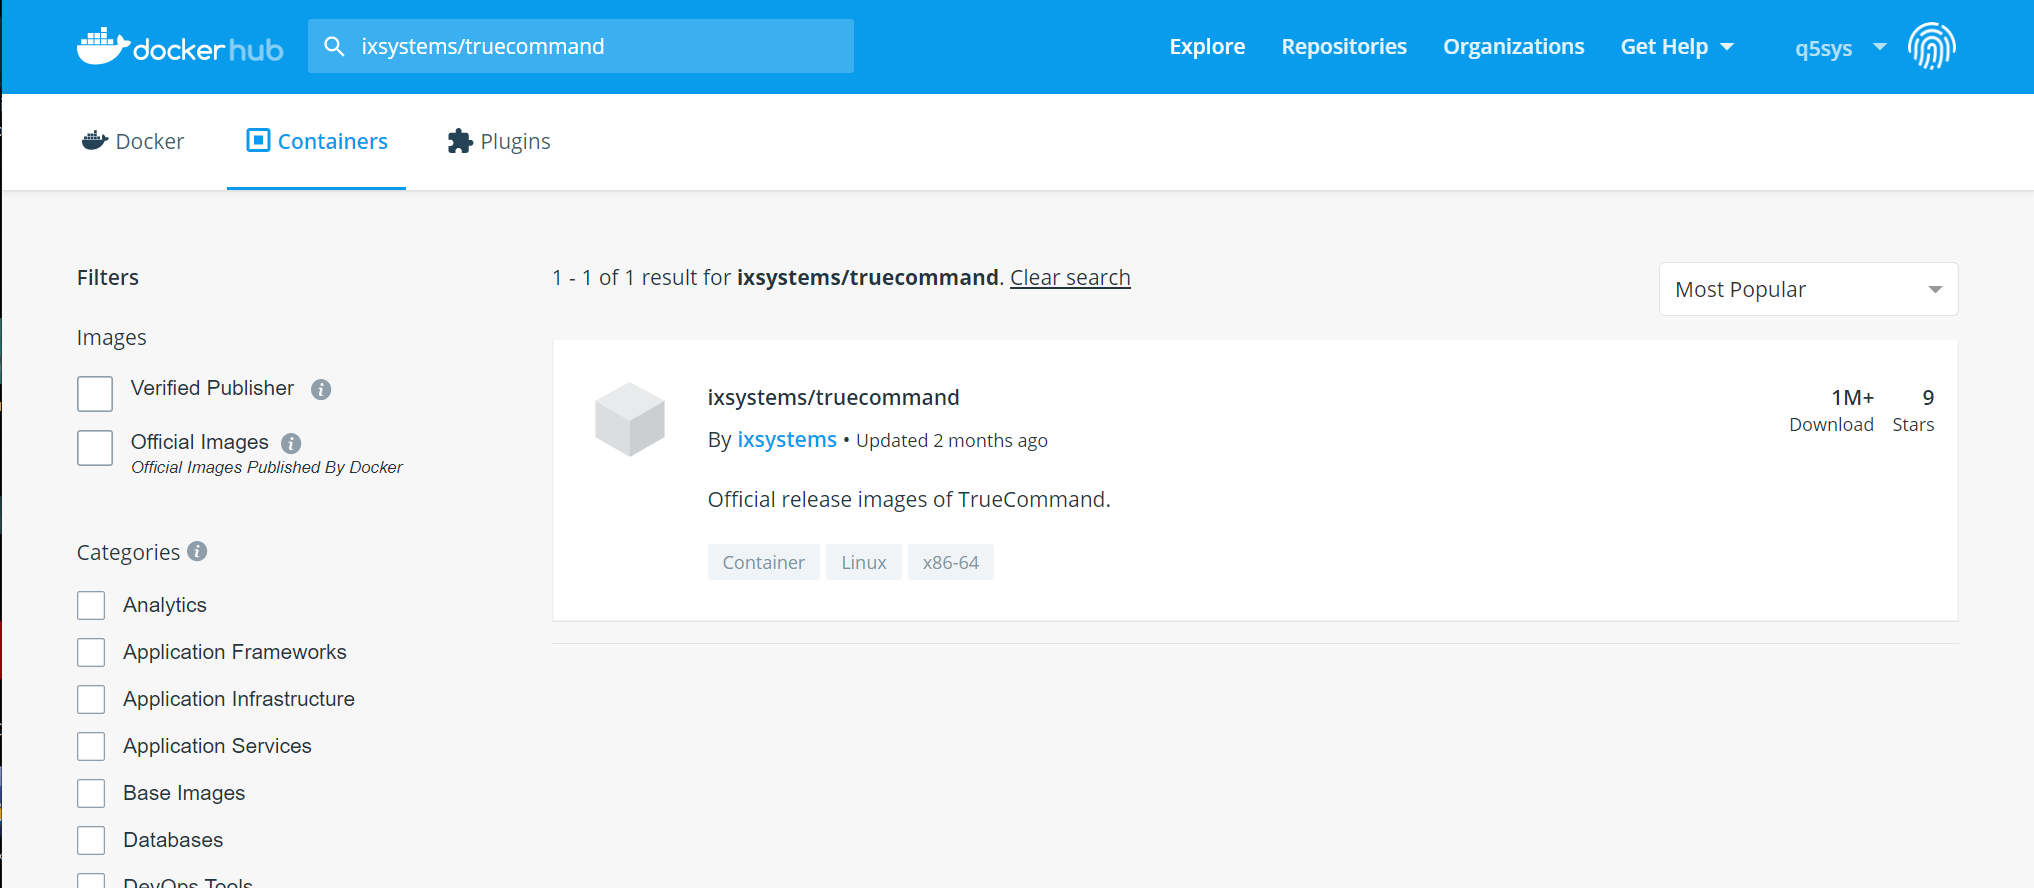 docker hub
ixsystems/truecommand
Explore
Repositories
Organizations
Get Help
q5sys
Docker
Containers
Plugins
Filters
Images
Verified Publisher
Official Images
Official Images Published By Docker
Categories
Analytics
Application Frameworks
Application Infrastructure
Application Services
Base Images
Databases
DevOps Tools
1 - 1 of 1 result for ixsystems/truecommand. Clear search
Most Popular
ixsystems/truecommand
By ixsystems • Updated 2 months ago
Official release images of TrueCommand.
Container
Linux
x86-64
1M+
Download
9
Stars